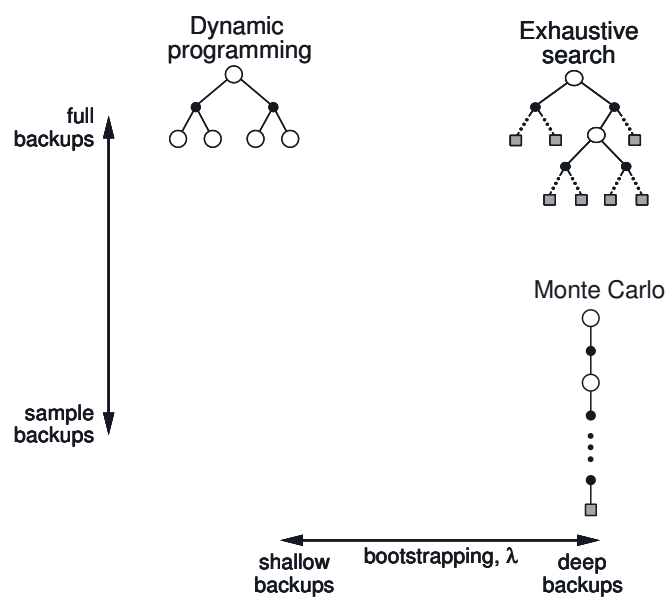 Dynamic
programming
Exhaustive
search
full
backups
Monte Carlo
sample
backups
bootstrapping, λ
shallow
backups
deep
backups